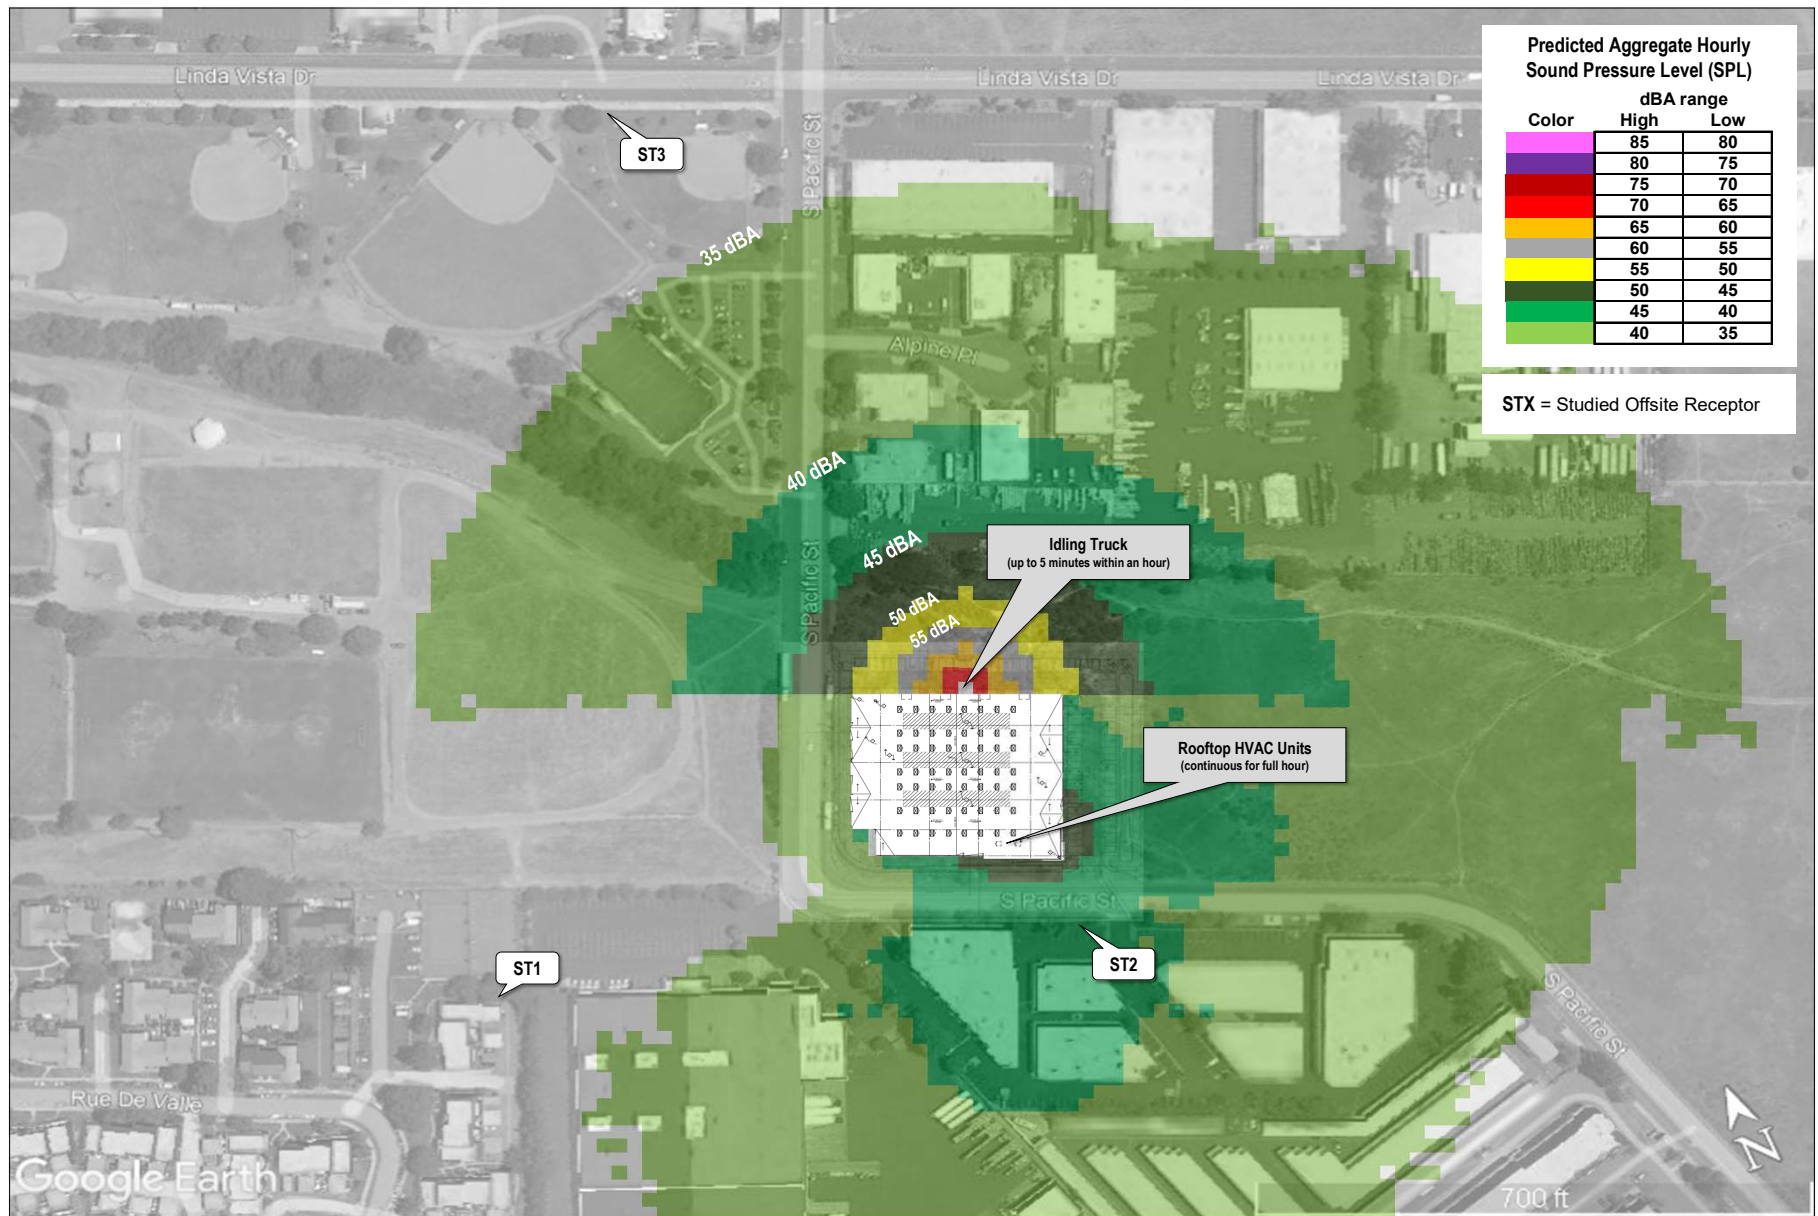 Linda Vista Dr
Linda Vista Dr
Linda Vista Dr
Predicted Aggregate Hourly
Sound Pressure Level (SPL)
dBA range
Color High Low
85 80
80 75
75 70
70 65
65 60
60 55
55 50
50 45
45 40
40 35
STX = Studied Offsite Receptor
ST3
S Pacific St
35 dBA
Alpine Pl
40 dBA
45 dBA
Idling Truck
(up to 5 minutes within an hour)
S Pacific St
50 dBA
55 dBA
Rooftop HVAC Units
(continuous for full hour)
S Pacific St
ST1
ST2
S Pacific St
Rue De Valle
Google Earth
700 ft
N